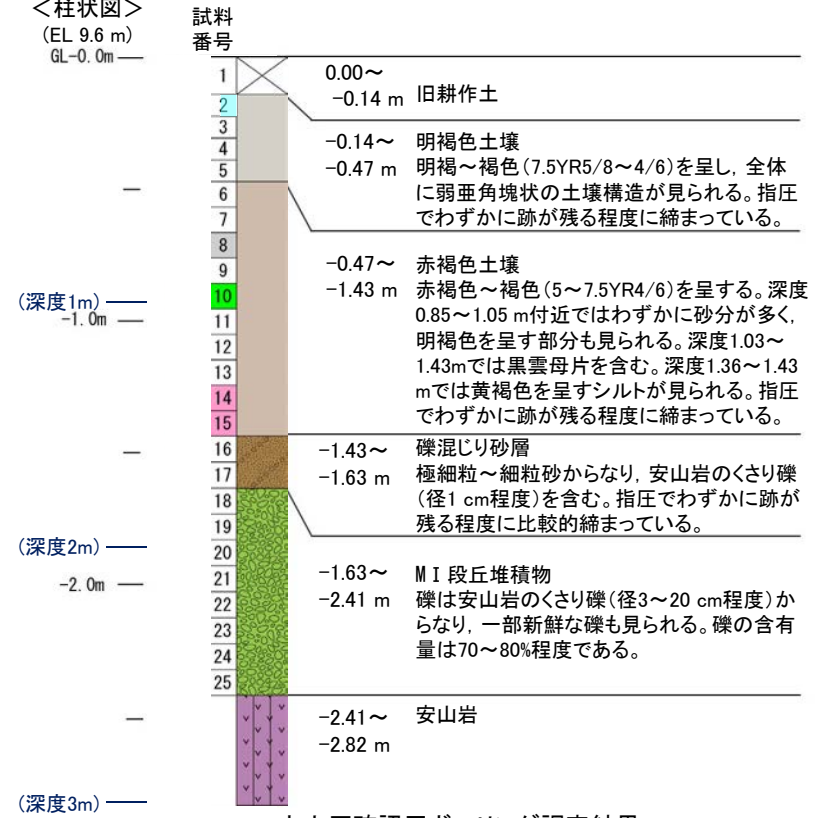 ＜柱状図＞
(EL 9.6 m)
試料
番号
GL-0.0m
1
2
3
4
5
6
7
8
9
10
11
12
13
14
15
16
17
18
19
20
21
22
23
24
25
(深度1m)
-1.0m
(深度2m)
-2.0m
(深度3m)
0.00～
-0.14 m 旧耕作土
-0.14～ 明褐色土壌
-0.47 m 明褐～褐色(7.5YR5/8～4/6)を呈し，全体
に弱亜角塊状の土壌構造が見られる。指圧
でわずかに跡が残る程度に締まっている。
-0.47～ 赤褐色土壌
-1.43 m 赤褐色～褐色(5～7.5YR4/6)を呈する。深度
0.85～1.05 m付近ではわずかに砂分が多く，
明褐色を呈す部分も見られる。深度1.03～
1.43mでは黒雲母片を含む。深度1.36～1.43
mでは黄褐色を呈すシルトが見られる。指圧
でわずかに跡が残る程度に締まっている。
-1.43～ 礫混じり砂層
-1.63 m 極細粒～細粒砂からなり，安山岩のくさり礫
(径1 cm程度)を含む。指圧でわずかに跡が
残る程度に比較的締まっている。
-1.63～ ＭⅠ段丘堆積物
-2.41 m 礫は安山岩のくさり礫(径3～20 cm程度)か
らなり，一部新鮮な礫も見られる。礫の含有
量は70～80%程度である。
-2.41～ 安山岩
-2.82 m